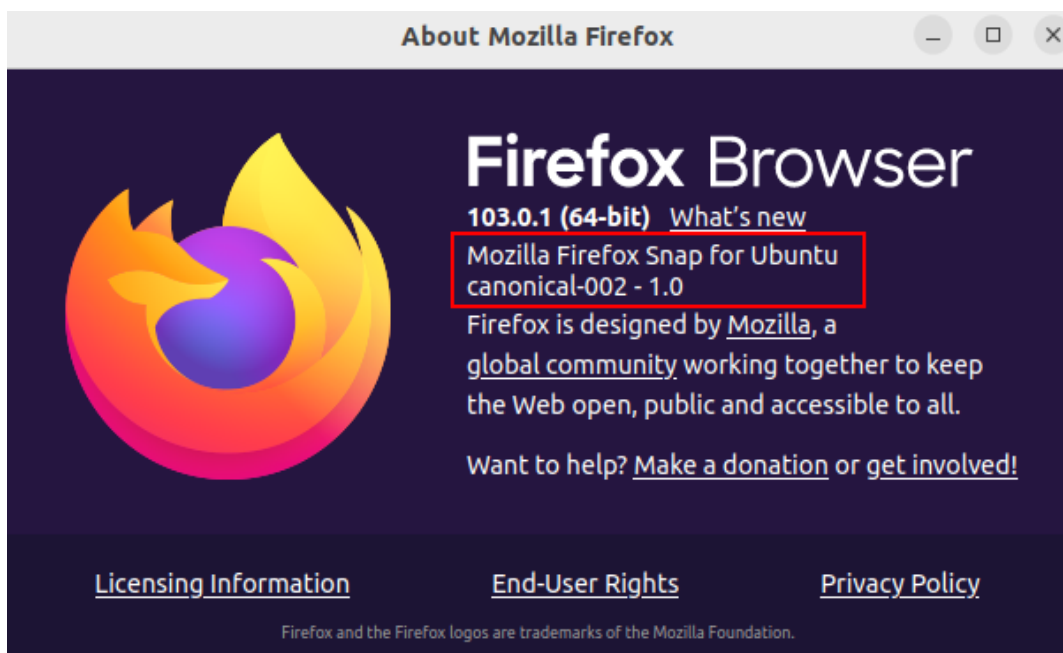 About Mozilla Firefox
Firefox Browser
103.0.1 (64-bit) What's new
Mozilla Firefox Snap for Ubuntu
canonical-002 - 1.0
Firefox is designed by Mozilla, a
global community working together to keep
the Web open, public and accessible to all.
Want to help? Make a donation or get involved!
Licensing Information End-User Rights Privacy Policy
Firefox and the Firefox logos are trademarks of the Mozilla Foundation.